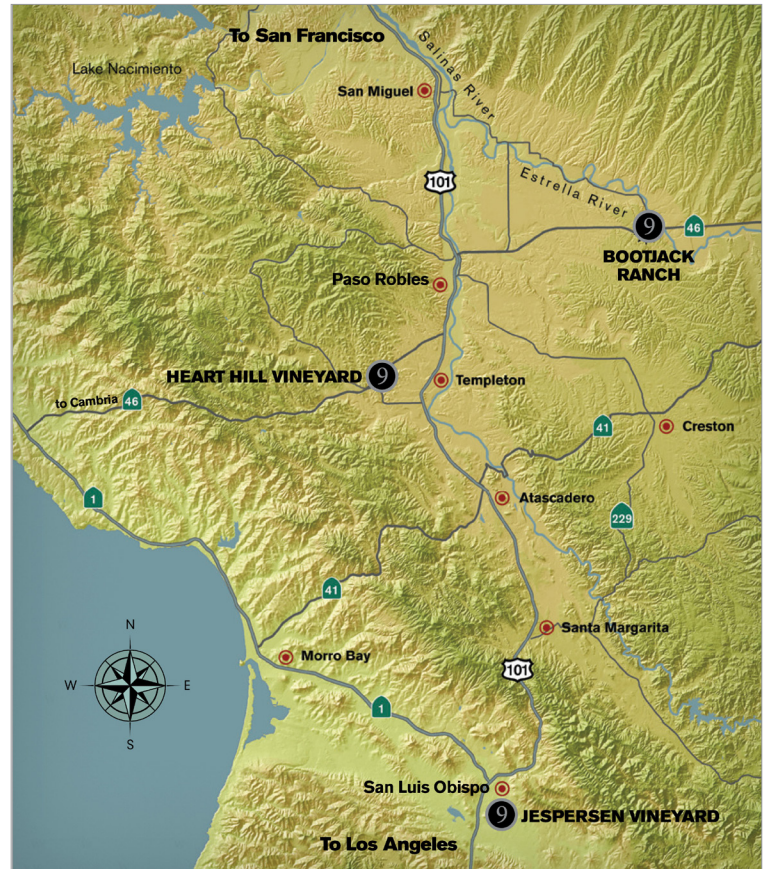 To San Francisco
Salinas River
Lake Nacimiento
San Miguel
101
Estrella River
9
46
BOOTJACK
RANCH
Paso Robles
HEART HILL VINEYARD
9
Templeton
to Cambria
46
41
Creston
1
Atascadero
229
41
N
W
E
S
Santa Margarita
Morro Bay
101
1
San Luis Obispo
9
JESPERSEN VINEYARD
To Los Angeles